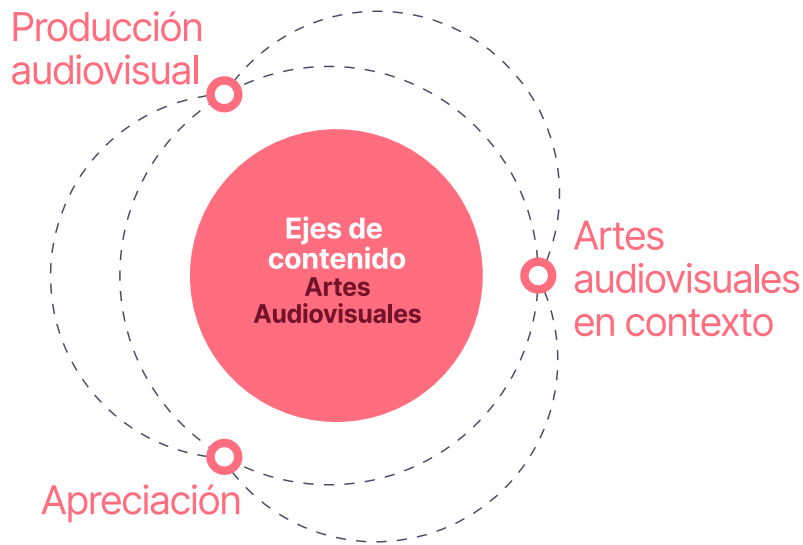 Producción
audiovisual
Ejes de
contenido
Artes
Audiovisuales
Artes
audiovisuales
en contexto
Apreciación